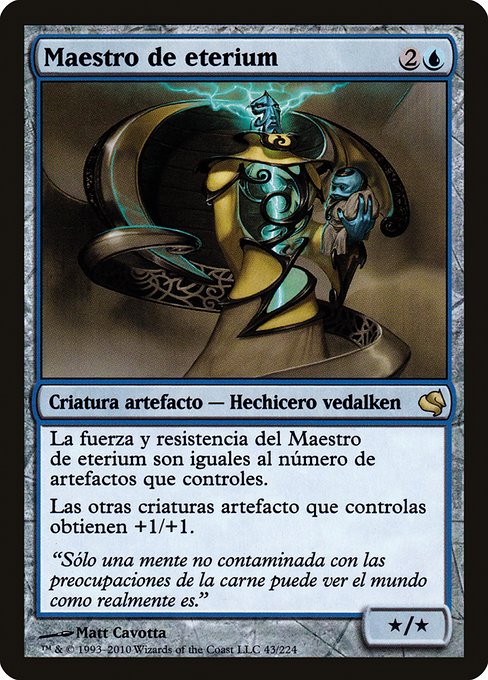 Maestro de eterium 2
Criatura artefacto — Hechicero vedalken
La fuerza y resistencia del Maestro
de eterium son iguales al número de
artefactos que controles.
Las otras criaturas artefacto que controlas
obtienen +1/+1.
“Sólo una mente no contaminada con las
preocupaciones de la carne puede ver el mundo
como realmente es.”
Matt Cavotta
★/★
™ & © 1993–2010 Wizards of the Coast LLC 43/224